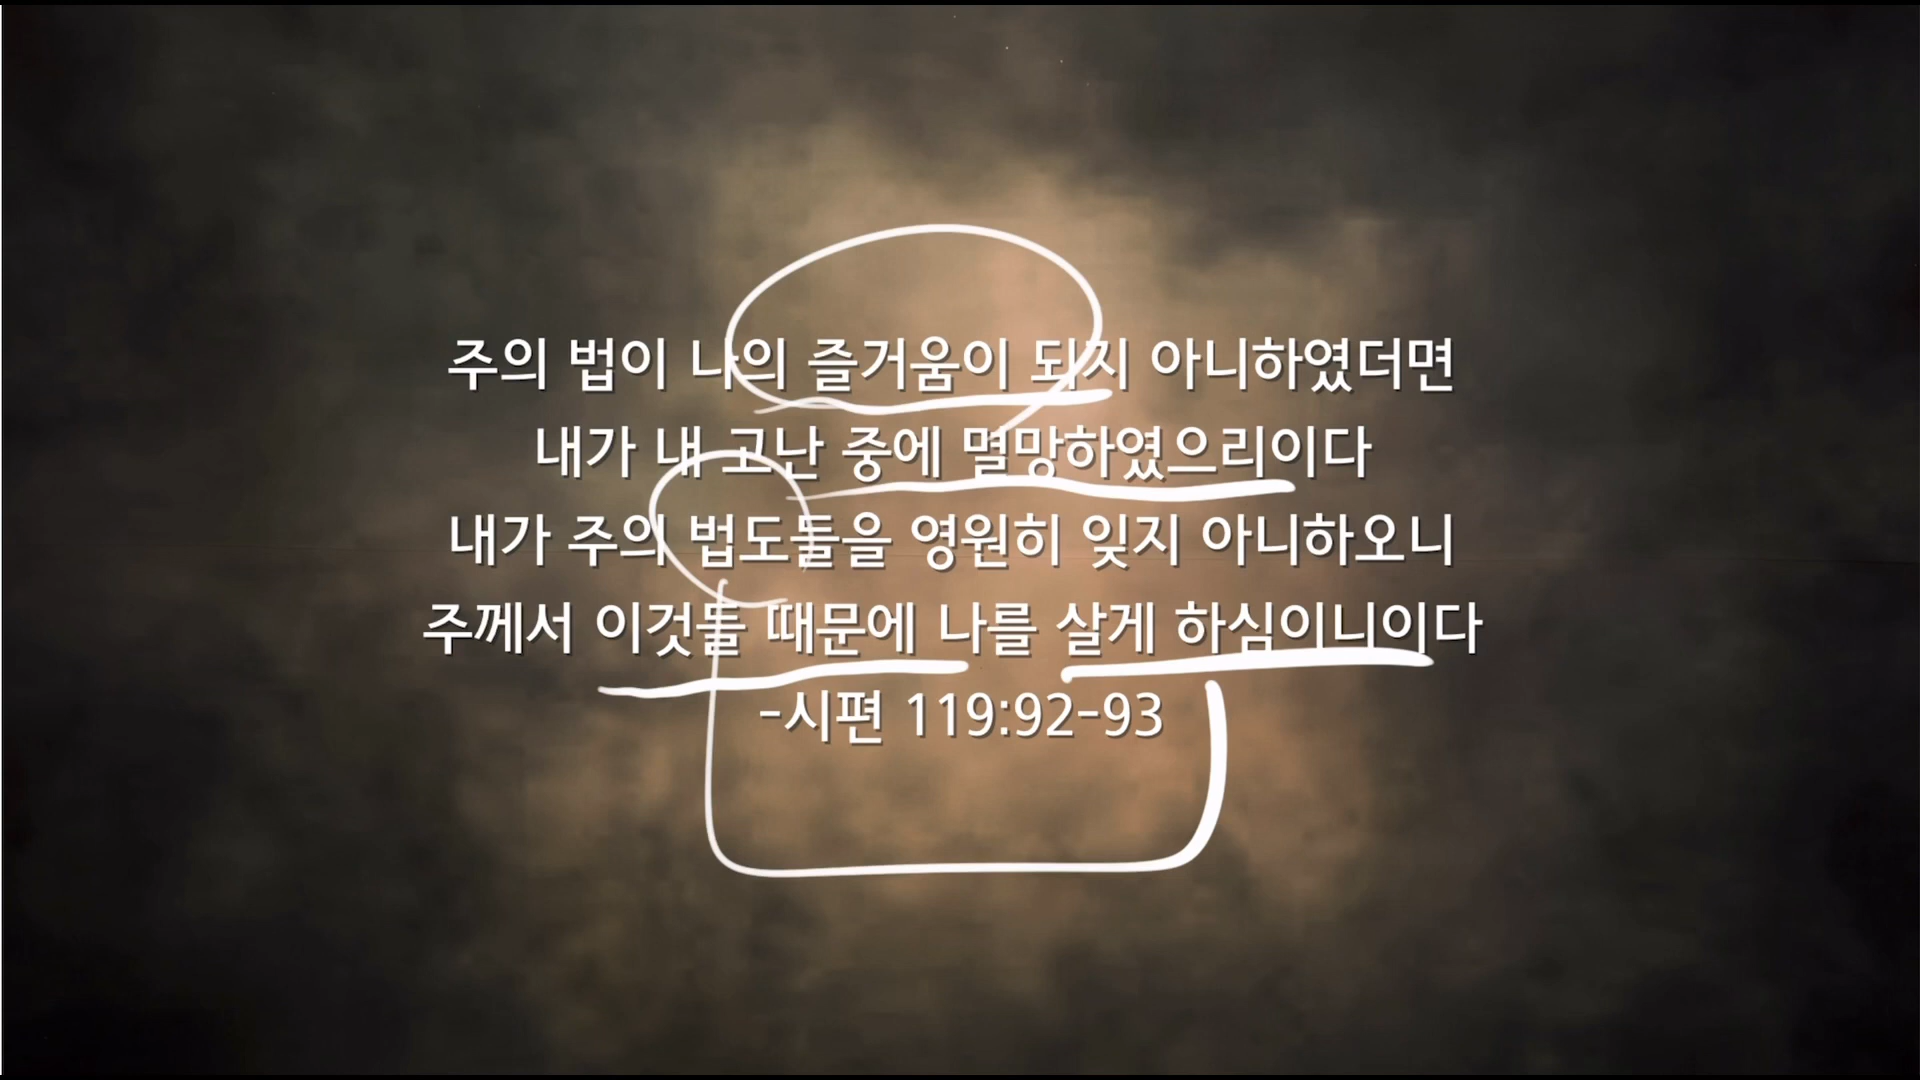 주의 법이 나의 즐거움이 되지 아니하였더면
내가 내 고난 중에 멸망하였으리이다
내가 주의 법도들을 영원히 잊지 아니하오니
주께서 이것들 때문에 나를 살게 하심이니이다
-시편 119:92-93